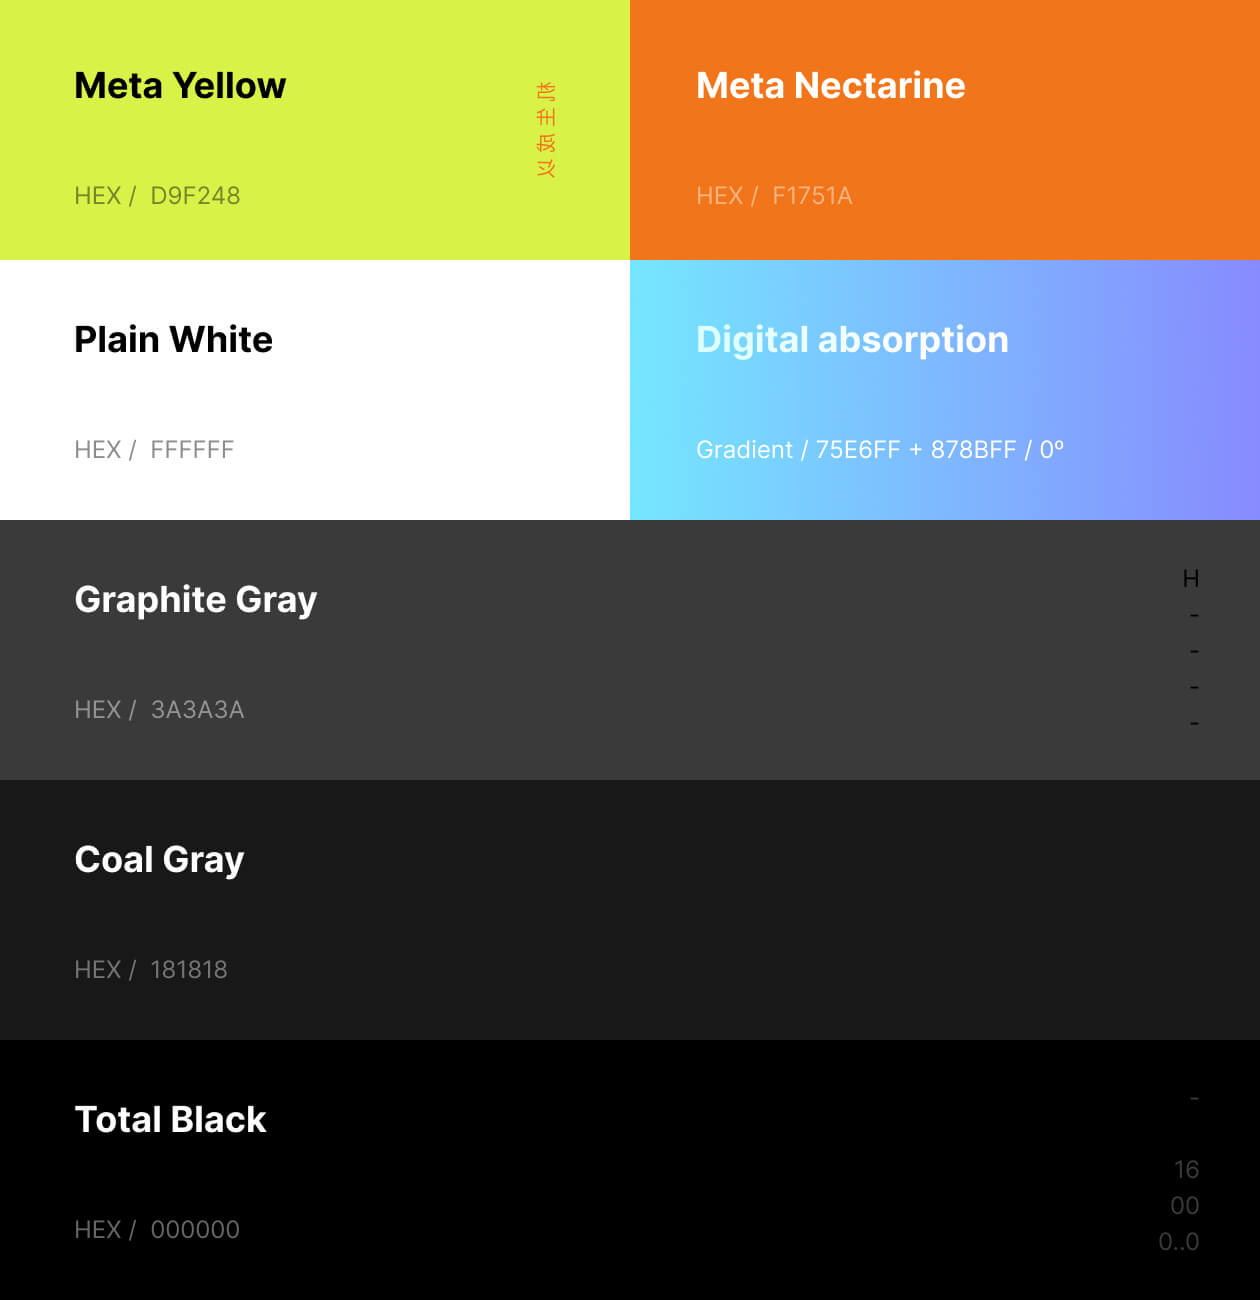 Meta Yellow
HEX / D9F248
Meta Nectarine
HEX / F1751A
Plain White
HEX / FFFFFF
Digital absorption
Gradient / 75E6FF + 878BFF / 0º
Graphite Gray
HEX / 3A3A3A
H
-
-
-
-
Coal Gray
HEX / 181818
Total Black
HEX / 000000
-
16
00
0..0